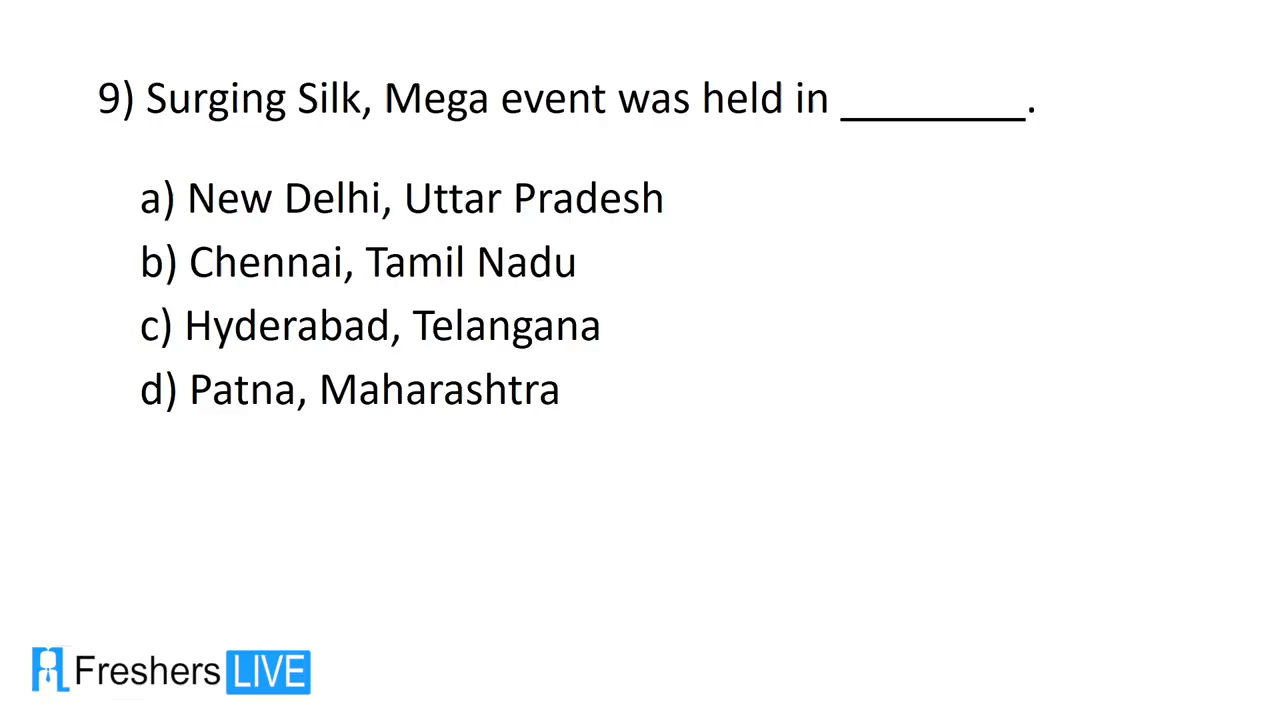 9) Surging Silk, Mega event was held in ________.
a) New Delhi, Uttar Pradesh
b) Chennai, Tamil Nadu
c) Hyderabad, Telangana
d) Patna, Maharashtra
Freshers LIVE